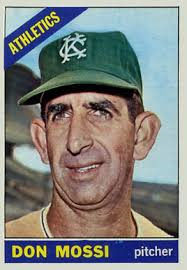 ATHLETICS
KC
DON MOSSI pitcher